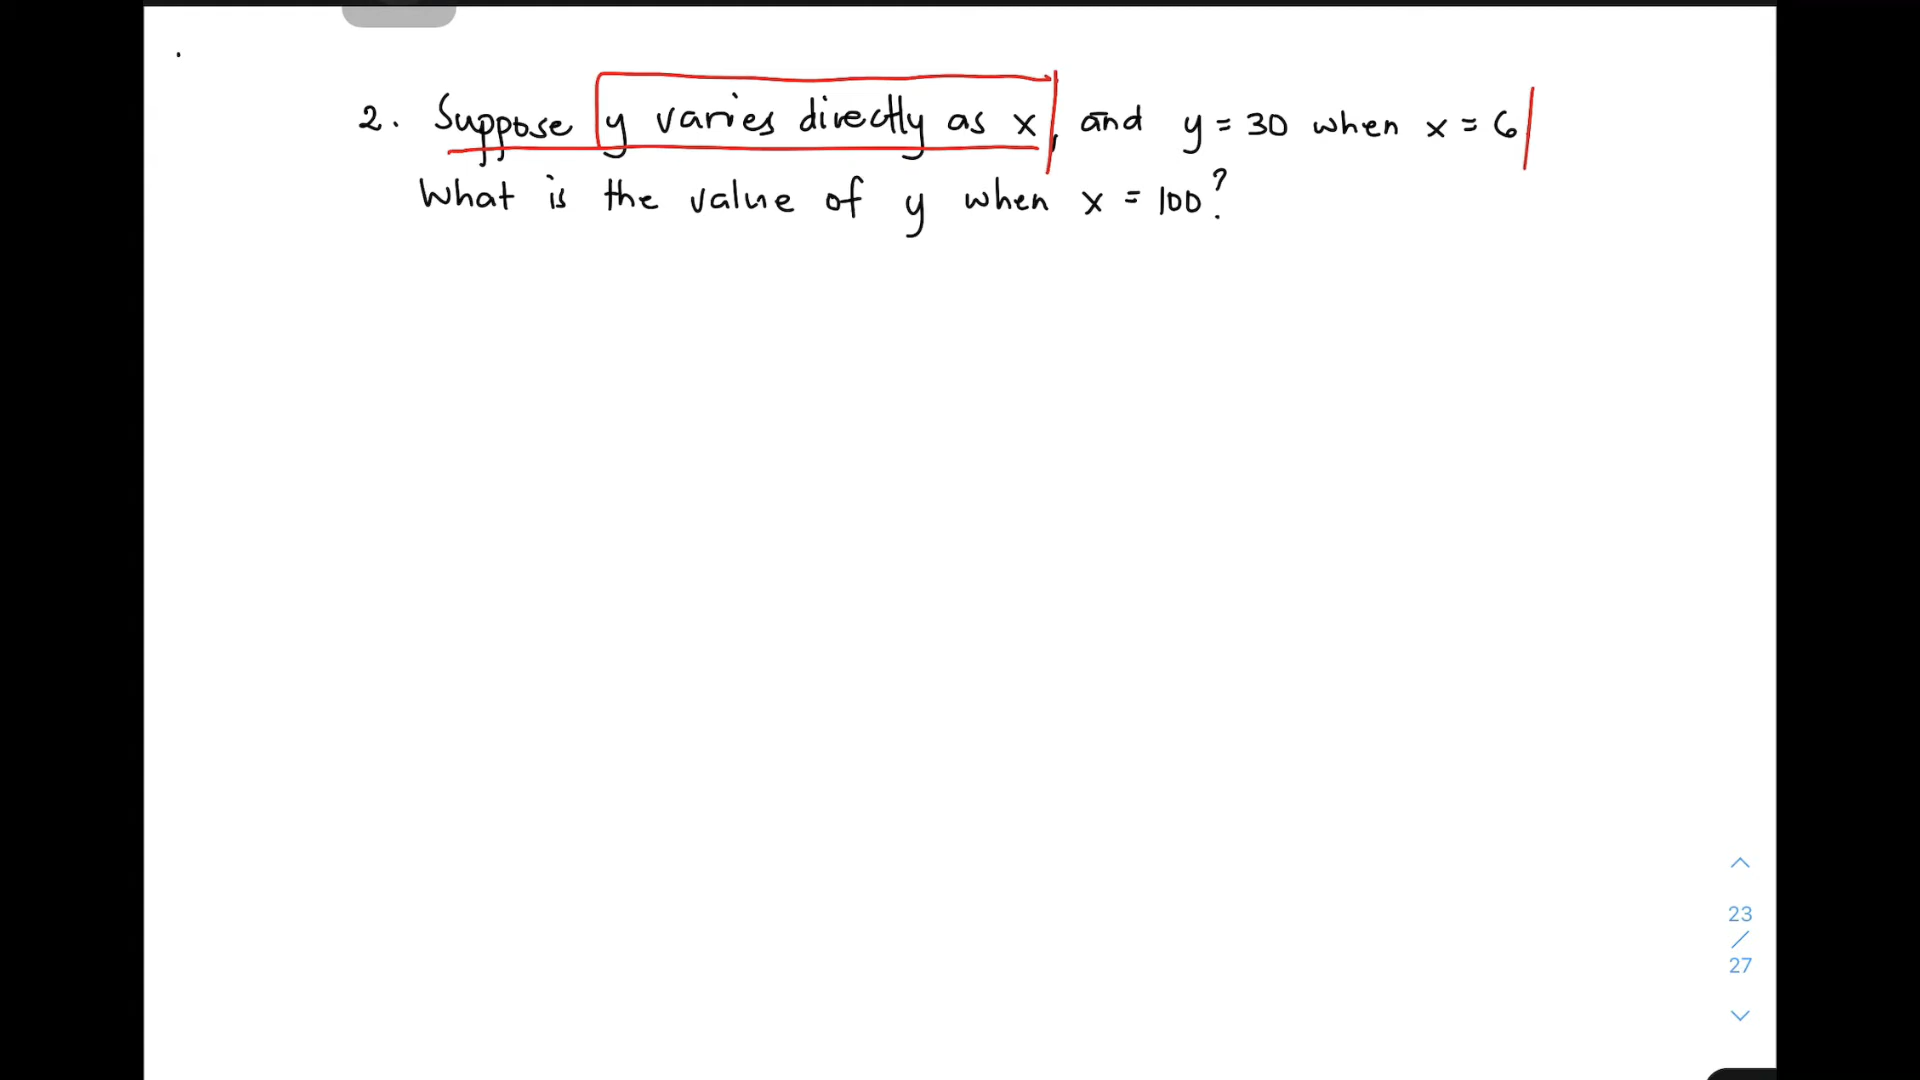 2. Suppose y varies directly as x, and y = 30 when x = 6
What is the value of y when x = 100?
23
/
27